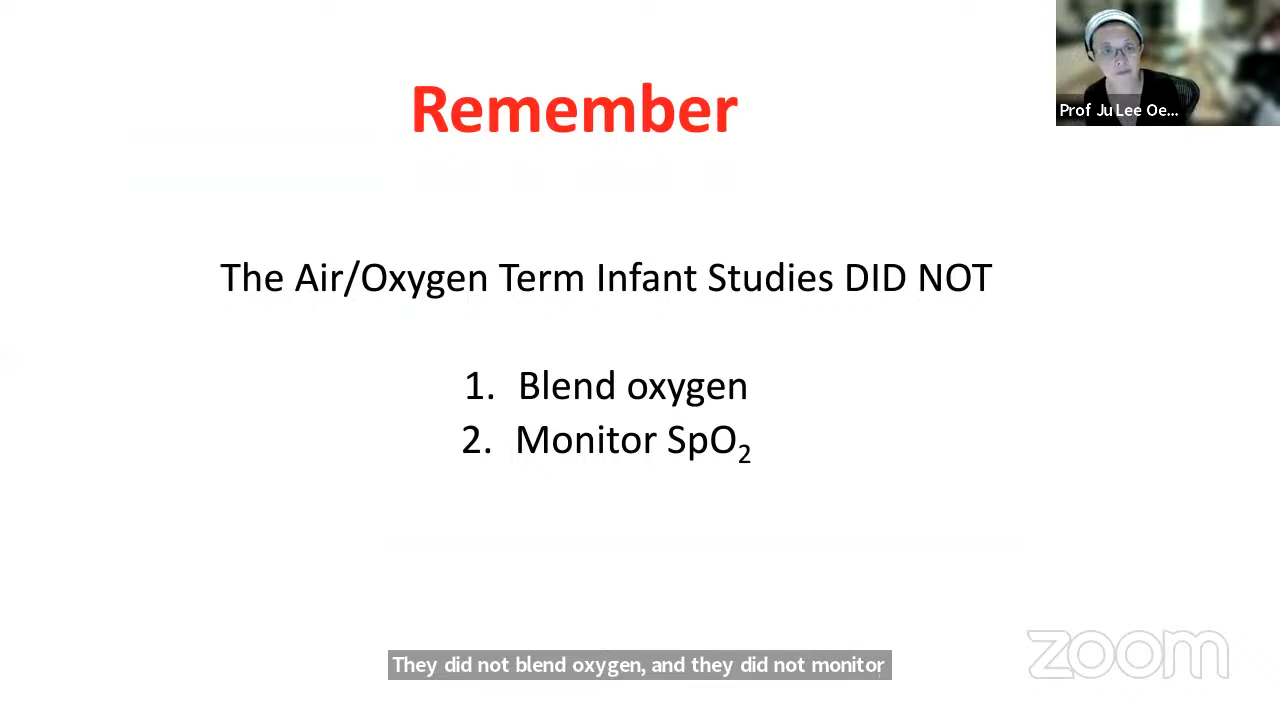 Remember
Prof Ju Lee Oe...
The Air/Oxygen Term Infant Studies DID NOT
1. Blend oxygen
2. Monitor SpO₂
They did not blend oxygen, and they did not monitor
zoom